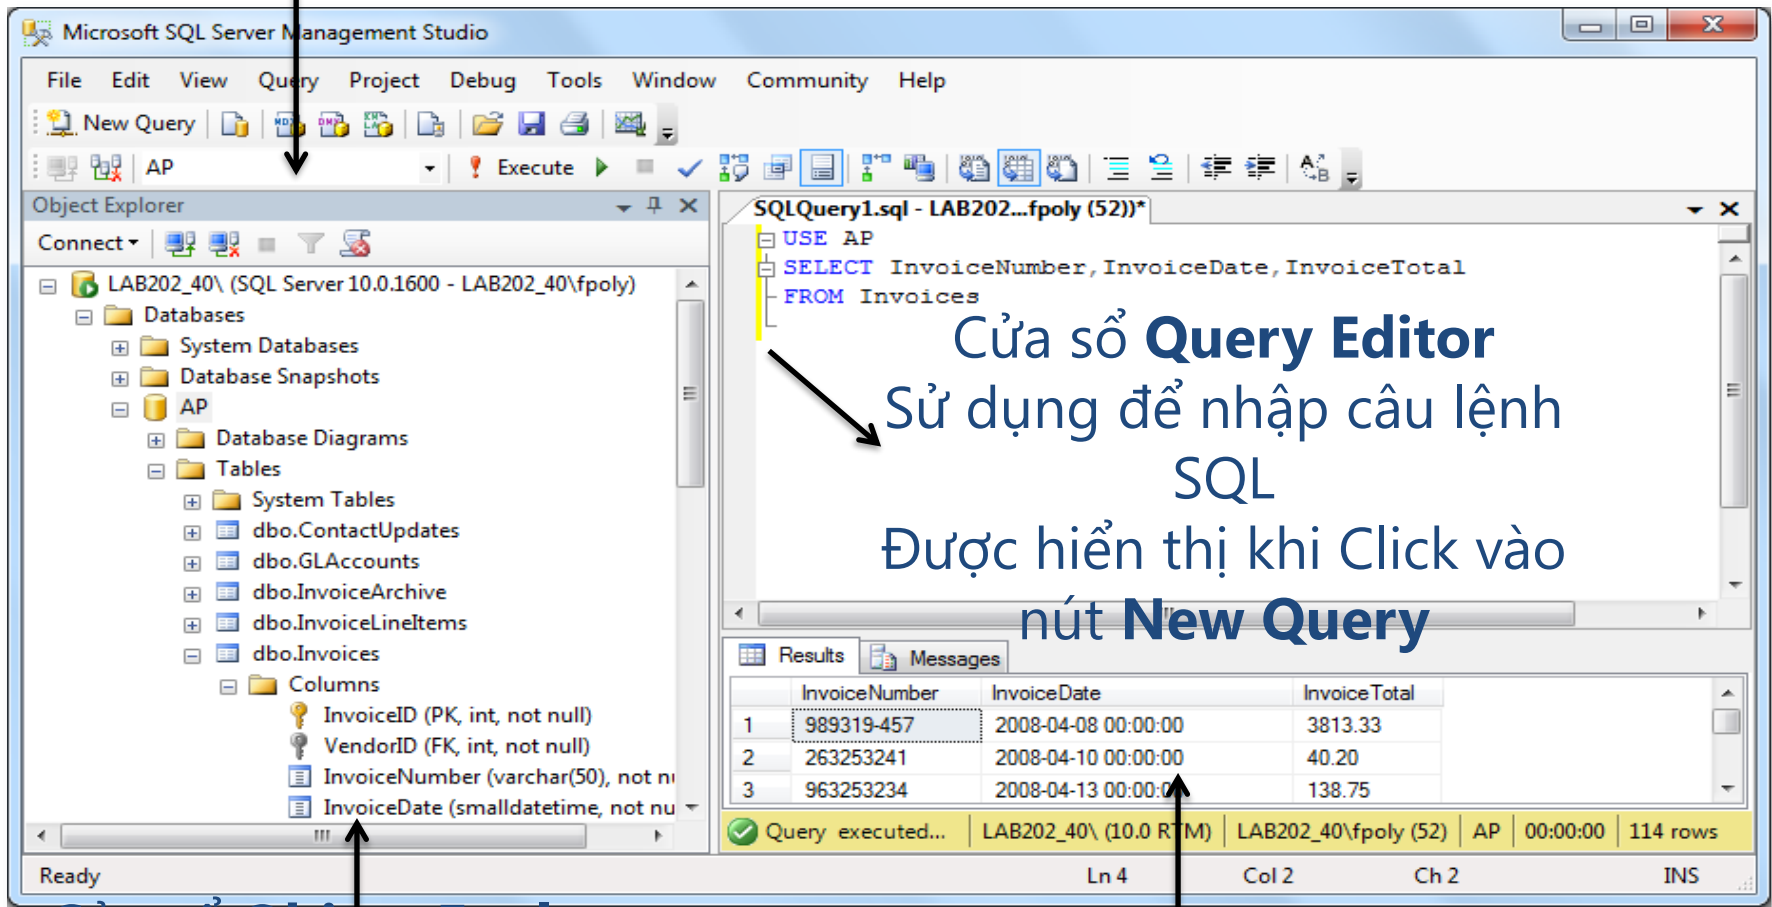 Microsoft SQL Server Management Studio
File Edit View Query Project Debug Tools Window Community Help
New Query
AP Execute
Object Explorer
Connect
LAB202_40\ (SQL Server 10.0.1600 - LAB202_40\fpoly)
Databases
System Databases
Database Snapshots
AP
Database Diagrams
Tables
System Tables
dbo.ContactUpdates
dbo.GLAccounts
dbo.InvoiceArchive
dbo.InvoiceLineItems
dbo.Invoices
Columns
InvoiceID (PK, int, not null)
VendorID (FK, int, not null)
InvoiceNumber (varchar(50), not
InvoiceDate (smalldatetime, not
SQLQuery1.sql - LAB202...fpoly (52))*
USE AP
SELECT InvoiceNumber,InvoiceDate,InvoiceTotal
FROM Invoices
Cửa sổ Query Editor
Sử dụng để nhập câu lệnh
SQL
Được hiển thị khi Click vào
nút New Query
Results Messages
InvoiceNumber InvoiceDate InvoiceTotal
1 989319-457 2008-04-08 00:00:00 3813.33
2 263253241 2008-04-10 00:00:00 40.20
3 963253234 2008-04-13 00:00:00 138.75
Query executed... LAB202_40\ (10.0 RTM) LAB202_40\fpoly (52) AP 00:00:00 114 rows
Ready Ln 4 Col 2 Ch 2 INS